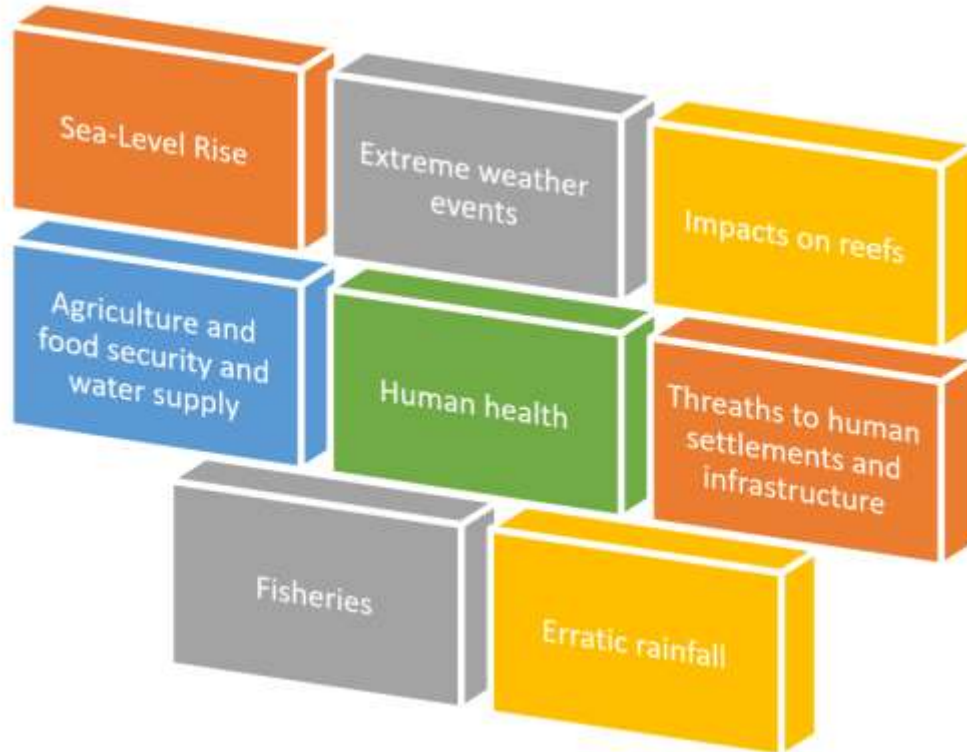 Sea-Level Rise
Extreme weather
events
Impacts on reefs
Agriculture and
food security and
water supply
Human health
Threaths to human
settlements and
infrastructure
Fisheries
Erratic rainfall